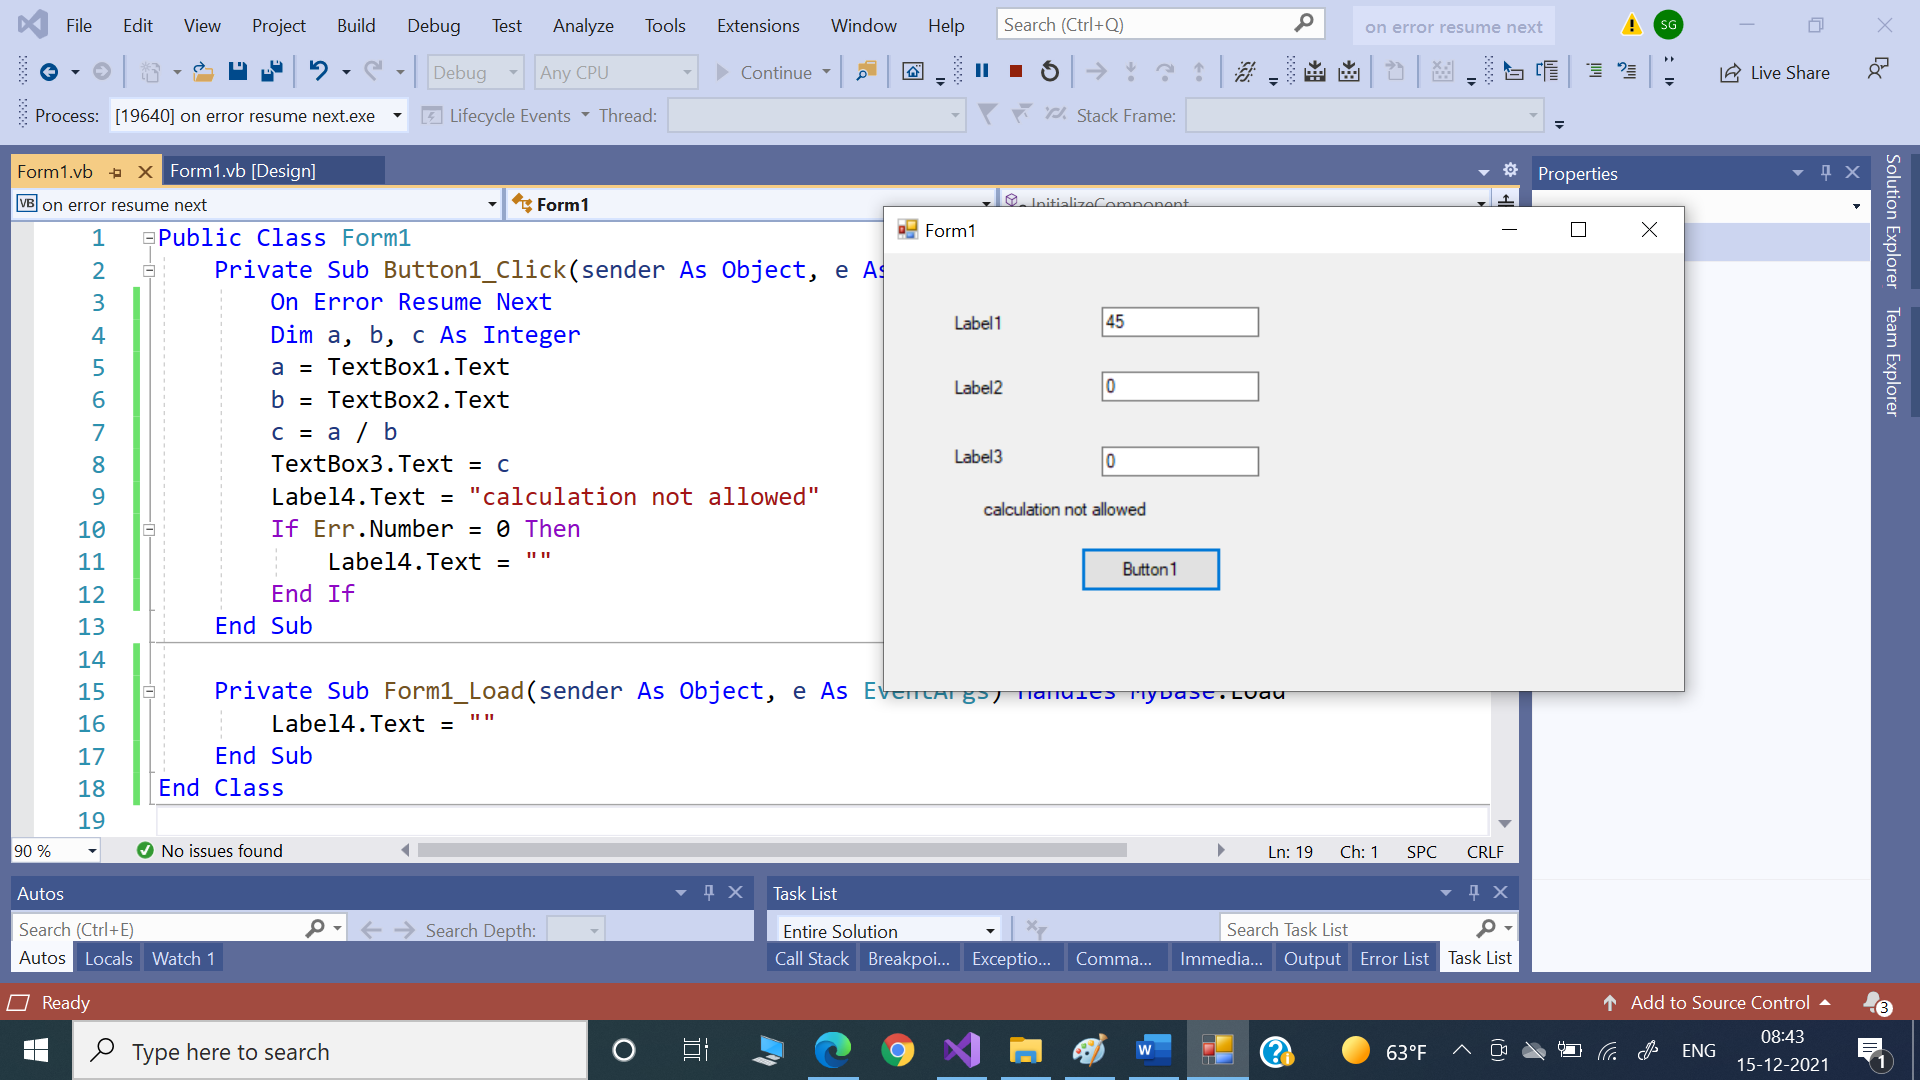 File Edit View Project Build Debug Test Analyze Tools Extensions Window Help Search (Ctrl+Q) on error resume next SG
Debug Any CPU Continue Live Share
Process: [19640] on error resume next.exe Lifecycle Events Thread: Stack Frame:
Form1.vb Form1.vb [Design]
VB on error resume next Form1 InitializeComponent
1 Public Class Form1
2 Private Sub Button1_Click(sender As Object, e As
3 On Error Resume Next
4 Dim a, b, c As Integer
5 a = TextBox1.Text
6 b = TextBox2.Text
7 c = a / b
8 TextBox3.Text = c
9 Label4.Text = "calculation not allowed"
10 If Err.Number = 0 Then
11 Label4.Text = ""
12 End If
13 End Sub
14
15 Private Sub Form1_Load(sender As Object, e As EventArgs) Handles MyBase.Load
16 Label4.Text = ""
17 End Sub
18 End Class
19
Form1
Label1 45
Label2 0
Label3 0
calculation not allowed
Button1
Properties
Solution Explorer
Team Explorer
90 % No issues found Ln: 19 Ch: 1 SPC CRLF
Autos
Search (Ctrl+E) Search Depth:
Autos Locals Watch 1
Task List
Entire Solution Search Task List
Call Stack Breakpoi... Exceptio... Comma... Immedia... Output Error List Task List
Ready Add to Source Control 3
Type here to search W 63°F ENG 08:43
15-12-2021 1